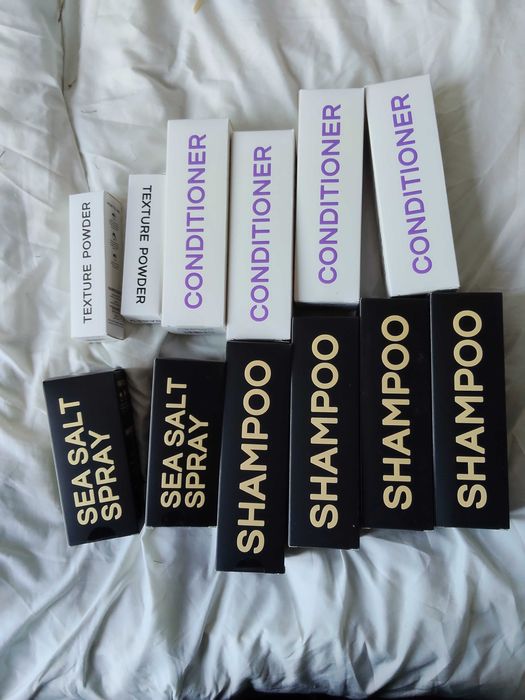 TEXTURE POWDER
TEXTURE POWDER
CONDITIONER
CONDITIONER
CONDITIONER
CONDITIONER
SEA SALT
SPRAY
SEA SALT
SPRAY
SHAMPOO
SHAMPOO
SHAMPOO
SHAMPOO